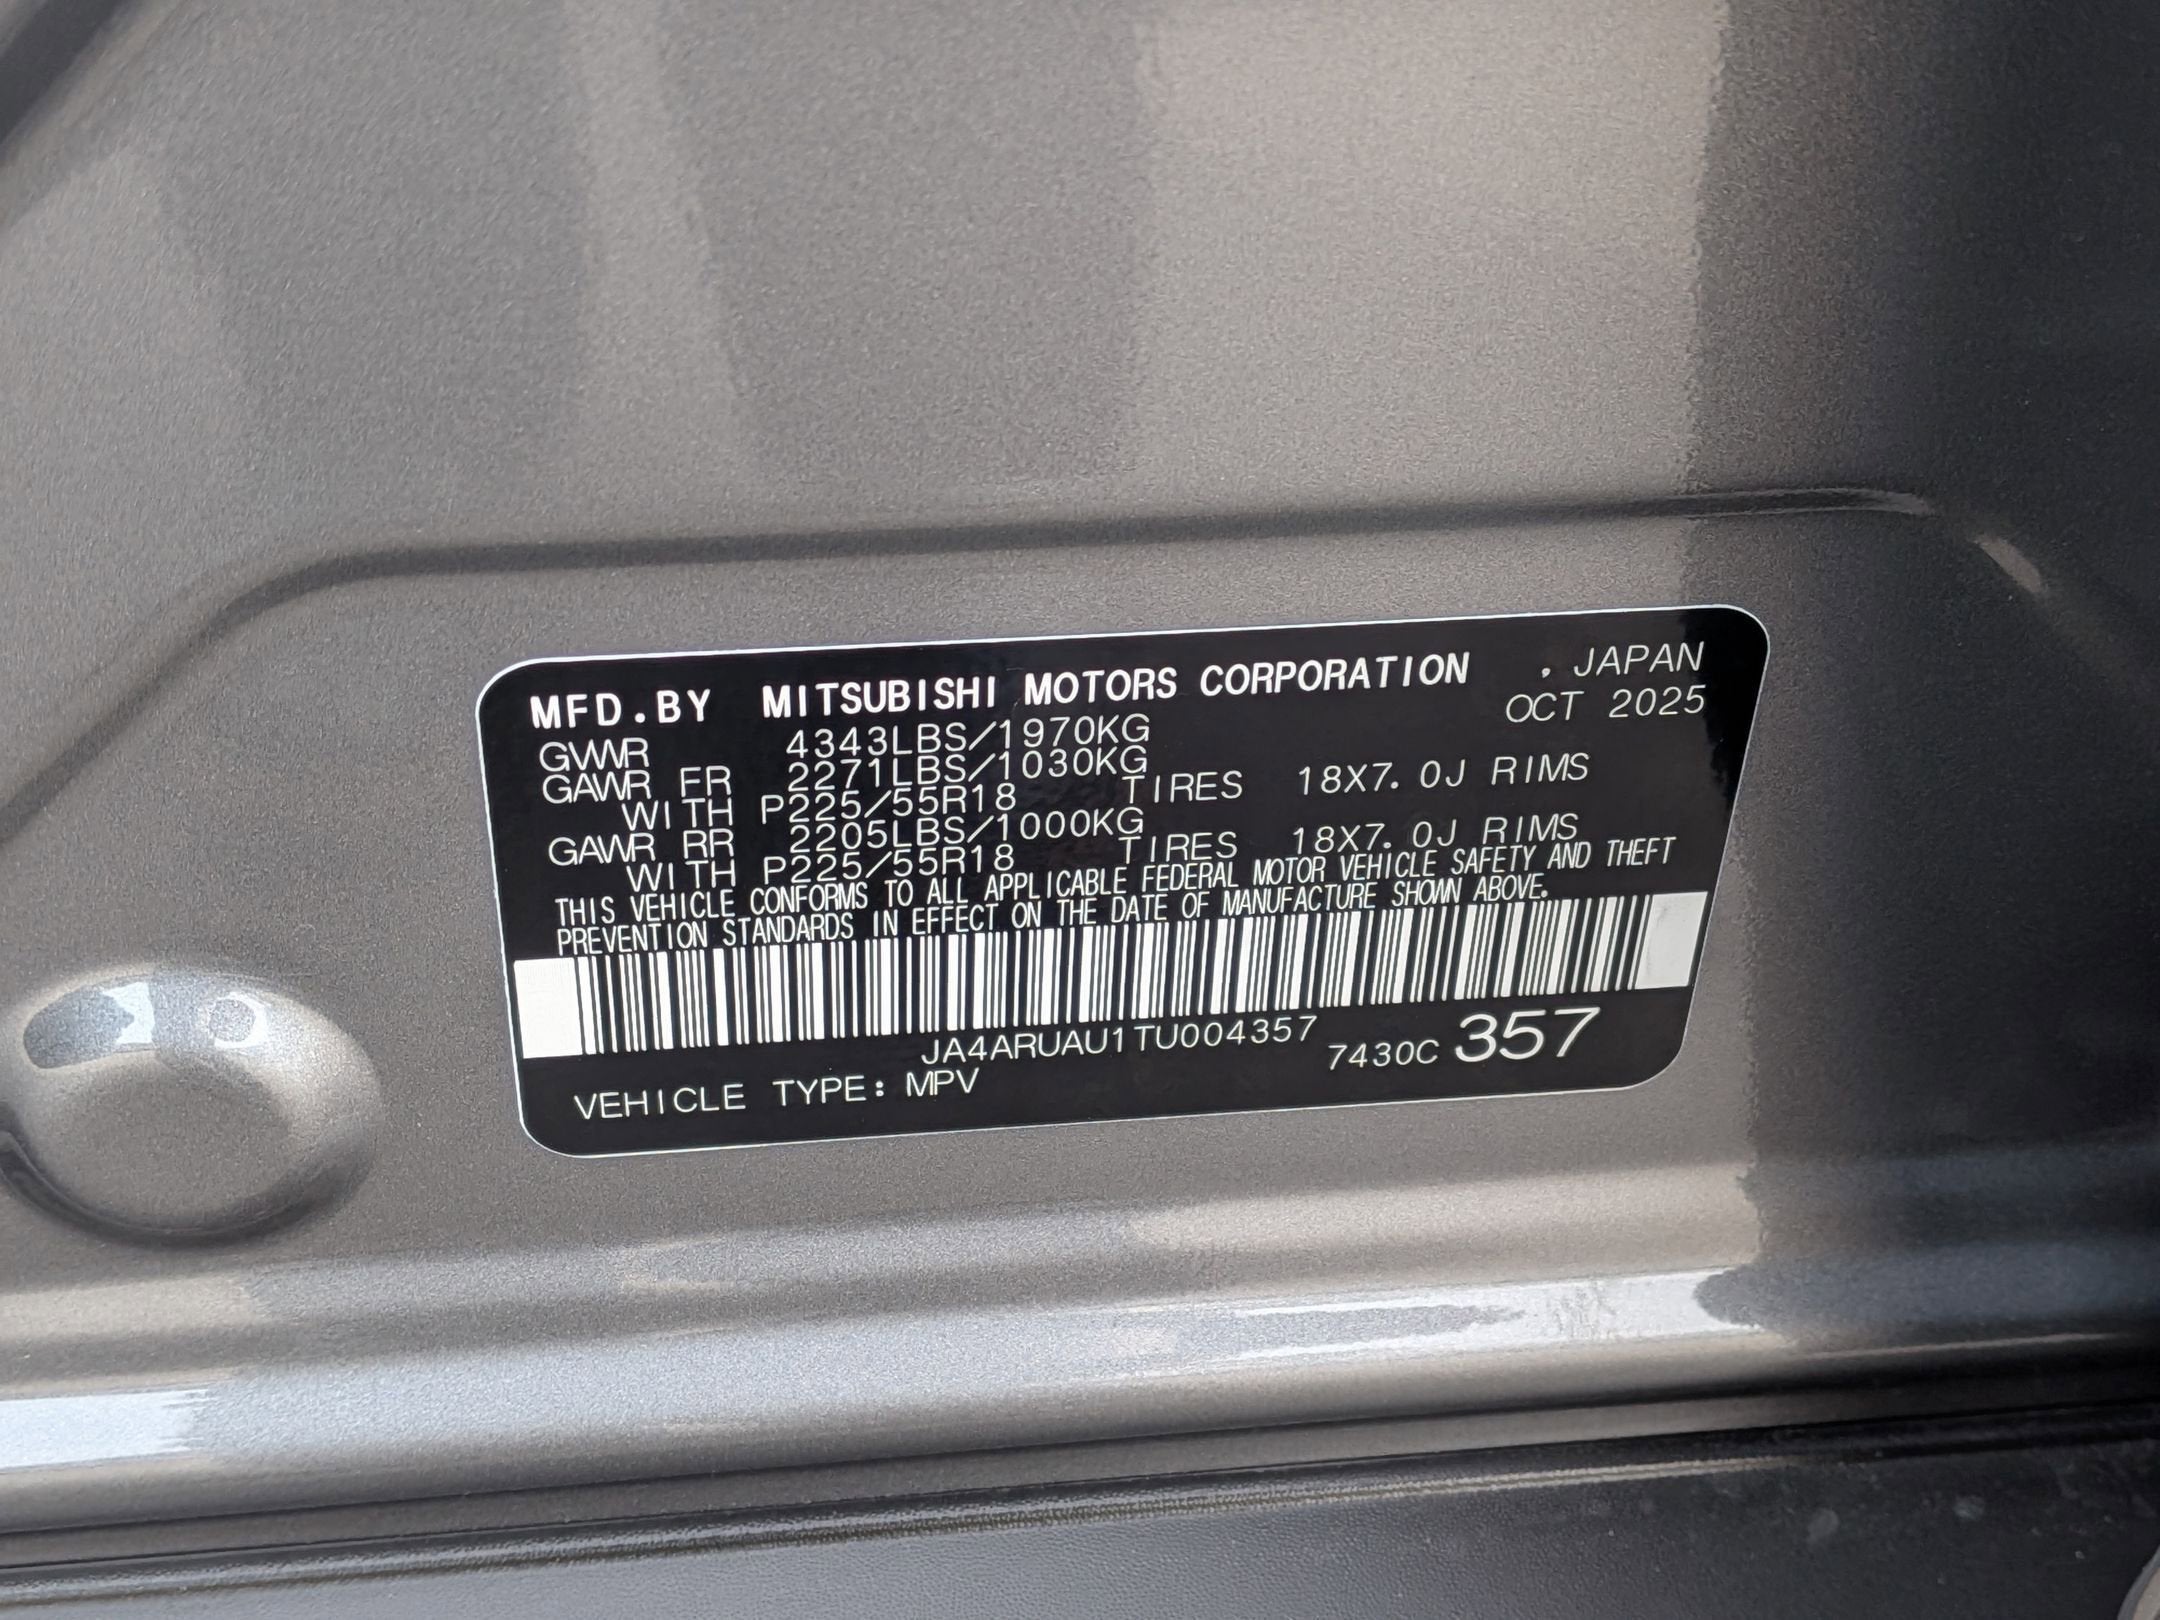 MFD.BY MITSUBISHI MOTORS CORPORATION , JAPAN
OCT 2025
GVWR 4343LBS/1970KG
GAWR FR 2271LBS/1030KG
WITH P225/55R18 TIRES 18X7.0J RIMS
GAWR RR 2205LBS/1000KG
WITH P225/55R18 TIRES 18X7.0J RIMS
THIS VEHICLE CONFORMS TO ALL APPLICABLE FEDERAL MOTOR VEHICLE SAFETY AND THEFT
PREVENTION STANDARDS IN EFFECT ON THE DATE OF MANUFACTURE SHOWN ABOVE.
JA4ARUAU1TU004357 7430C 357
VEHICLE TYPE: MPV